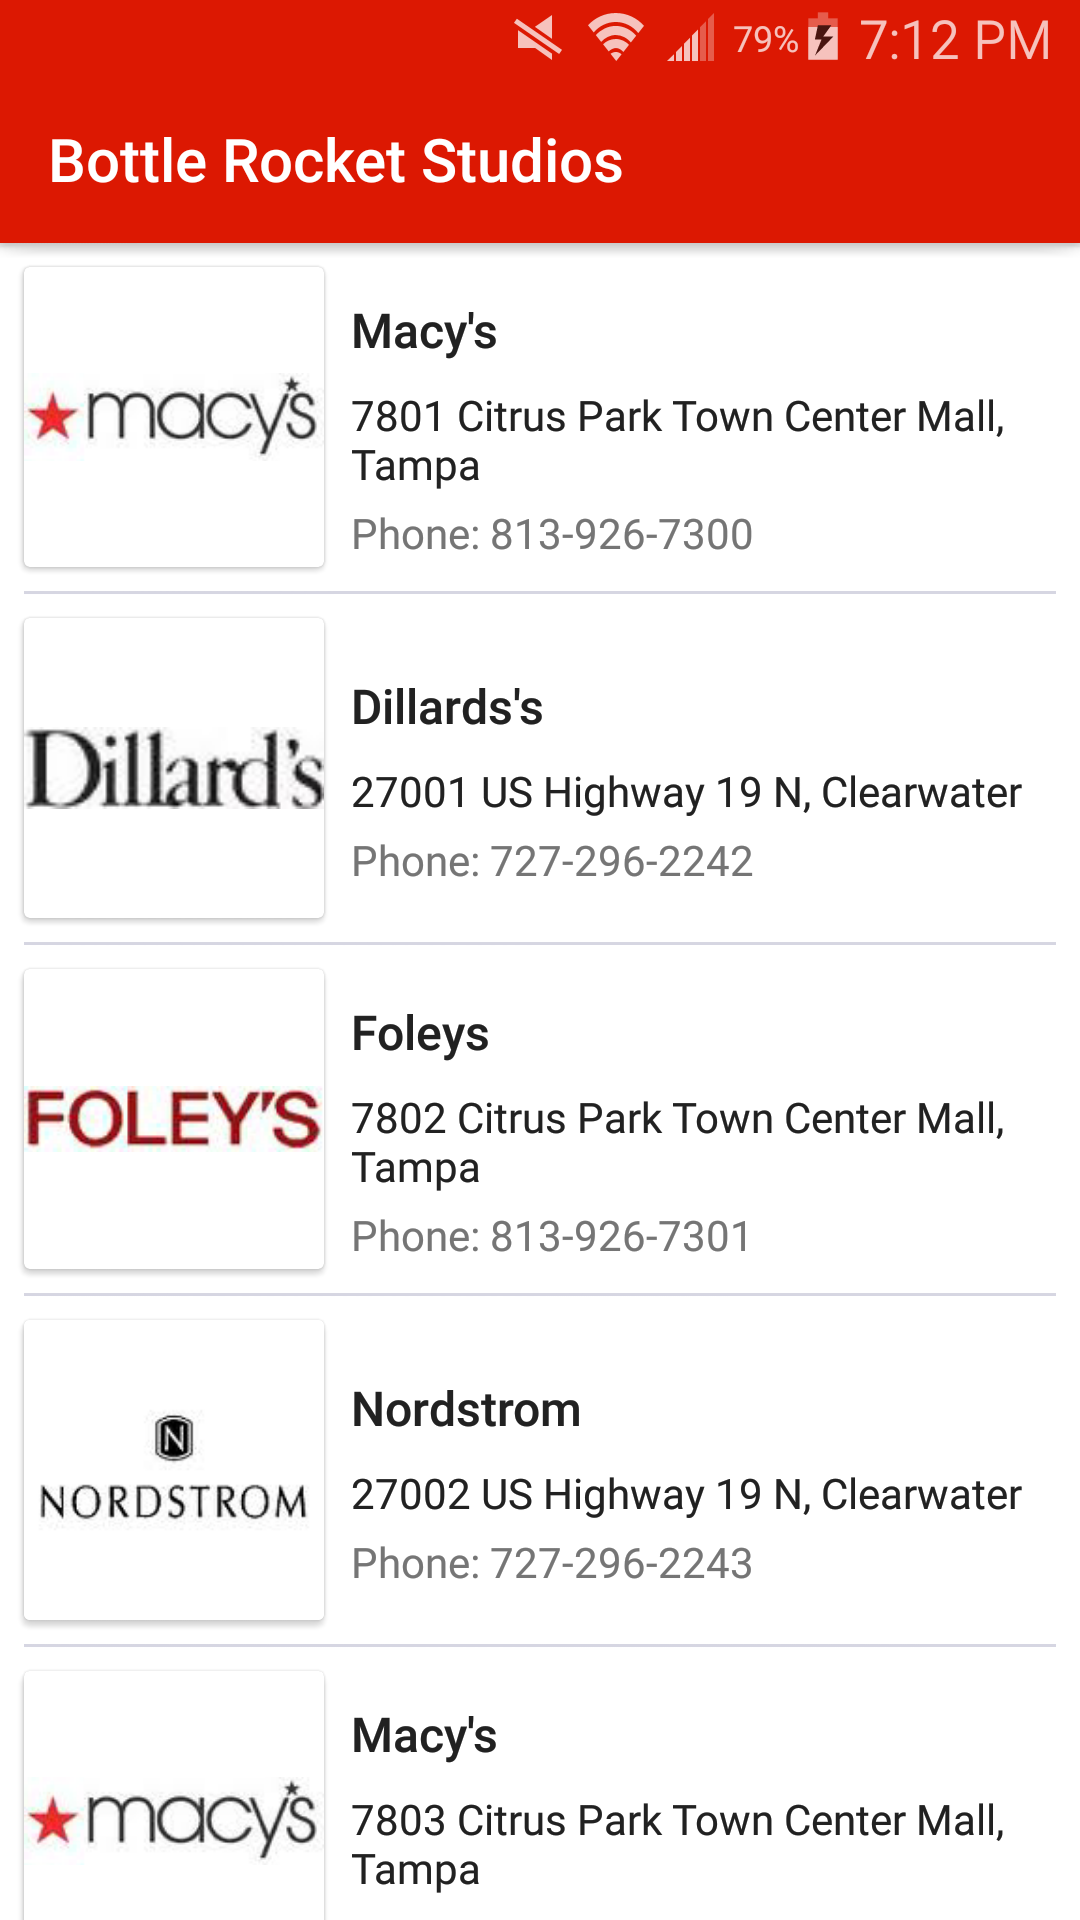 79% 7:12 PM
Bottle Rocket Studios
macy's
Macy's
7801 Citrus Park Town Center Mall,
Tampa
Phone: 813-926-7300
Dillard's
Dillards's
27001 US Highway 19 N, Clearwater
Phone: 727-296-2242
FOLEY'S
Foleys
7802 Citrus Park Town Center Mall,
Tampa
Phone: 813-926-7301
N
NORDSTROM
Nordstrom
27002 US Highway 19 N, Clearwater
Phone: 727-296-2243
macy's
Macy's
7803 Citrus Park Town Center Mall,
Tampa